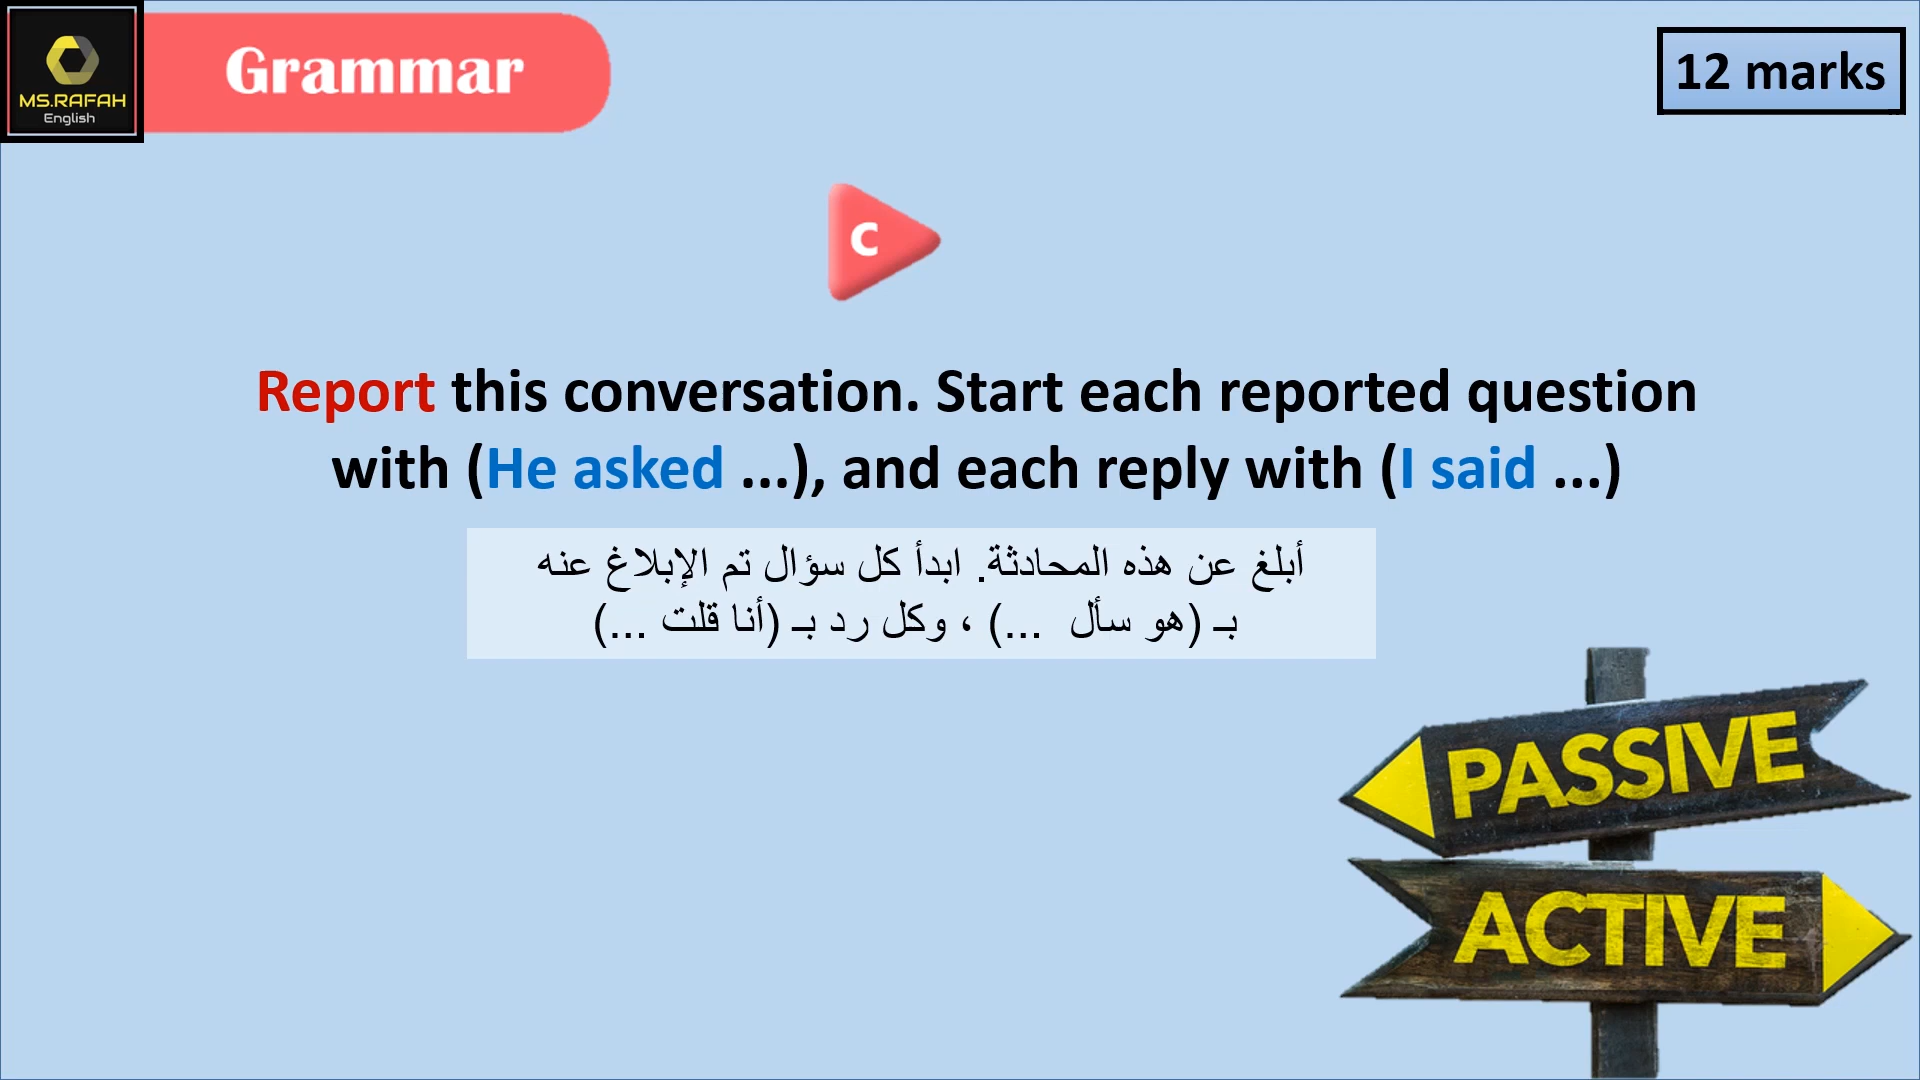 MS.RAFAH
English
Grammar
12 marks
C
Report this conversation. Start each reported question
with (He asked ...), and each reply with (I said ...)
أبلغ عن هذه المحادثة. ابدأ كل سؤال تم الإبلاغ عنه
بـ (هو سأل ...) ، وكل رد بـ (أنا قلت ...)
PASSIVE
ACTIVE